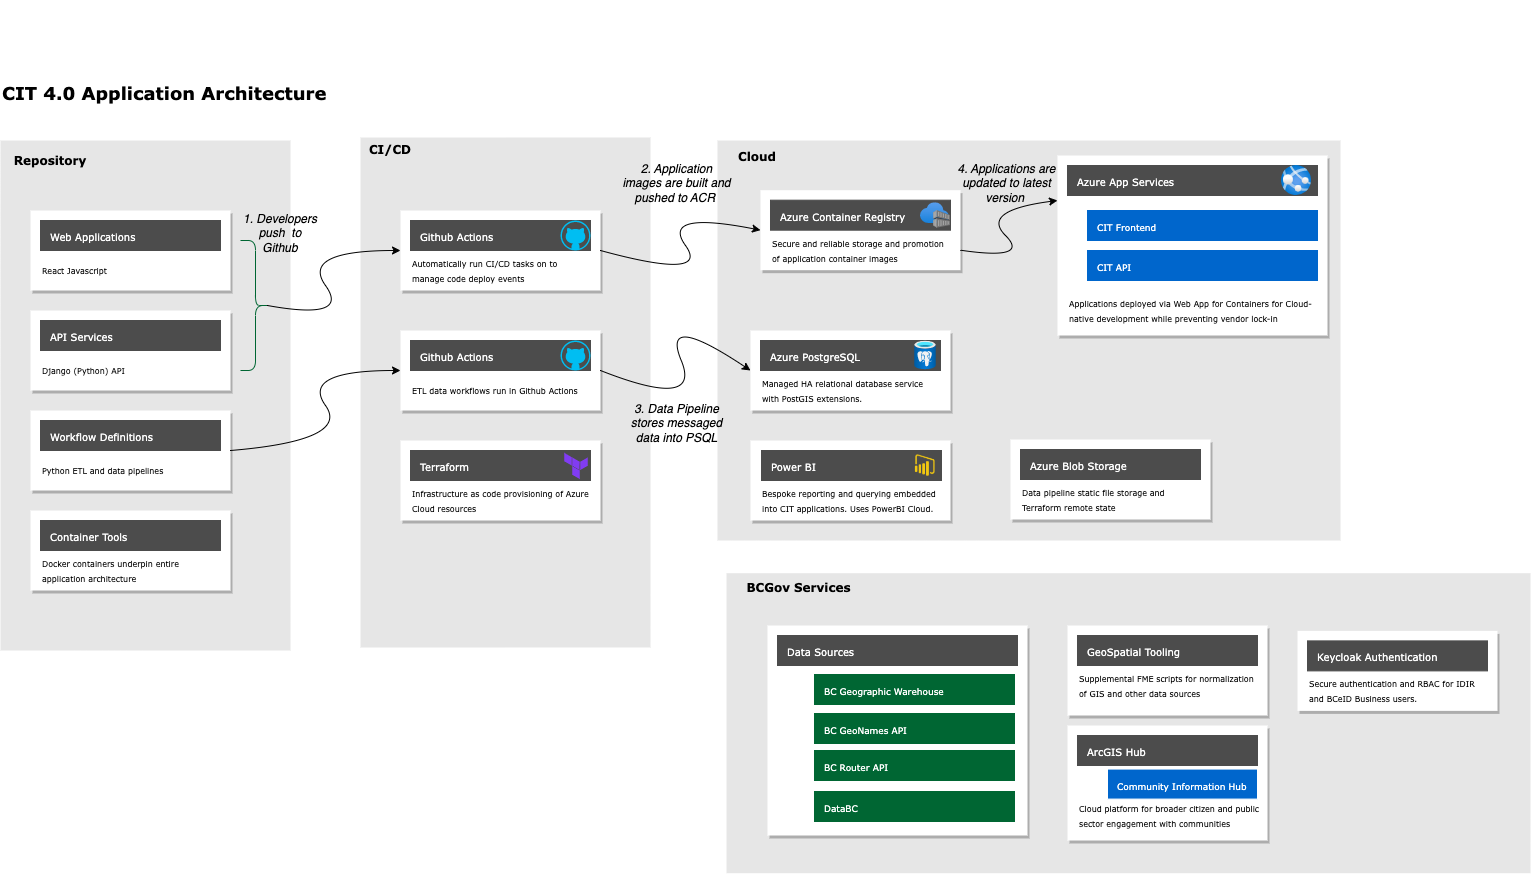 CIT 4.0 Application Architecture
Repository
Web Applications
React Javascript
API Services
Django (Python) API
Workflow Definitions
Python ETL and data pipelines
Container Tools
Docker containers underpin entire
application architecture
1. Developers
push to
Github
CI/CD
Github Actions
Automatically run CI/CD tasks on to
manage code deploy events
Github Actions
ETL data workflows run in Github Actions
Terraform
Infrastructure as code provisioning of Azure
Cloud resources
2. Application
images are built and
pushed to ACR
3. Data Pipeline
stores messaged
data into PSQL
Cloud
Azure Container Registry
Secure and reliable storage and promotion
of application container images
4. Applications are
updated to latest
version
Azure App Services
CIT Frontend
CIT API
Applications deployed via Web App for Containers for Cloud-
native development while preventing vendor lock-in
Azure PostgreSQL
Managed HA relational database service
with PostGIS extensions.
Power BI
Bespoke reporting and querying embedded
into CIT applications. Uses PowerBI Cloud.
Azure Blob Storage
Data pipeline static file storage and
Terraform remote state
BCGov Services
Data Sources
BC Geographic Warehouse
BC GeoNames API
BC Router API
DataBC
GeoSpatial Tooling
Supplemental FME scripts for normalization
of GIS and other data sources
ArcGIS Hub
Community Information Hub
Cloud platform for broader citizen and public
sector engagement with communities
Keycloak Authentication
Secure authentication and RBAC for IDIR
and BCeID Business users.